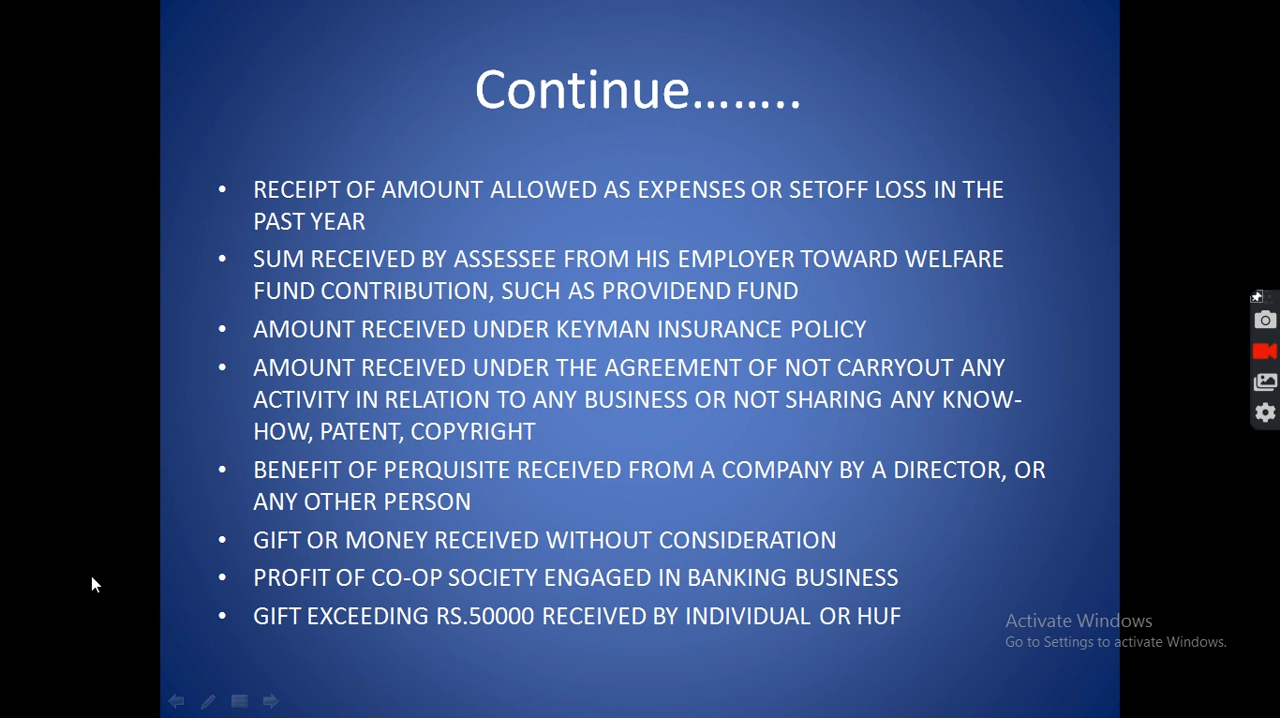 Continue........
• RECEIPT OF AMOUNT ALLOWED AS EXPENSES OR SETOFF LOSS IN THE
PAST YEAR
• SUM RECEIVED BY ASSESSEE FROM HIS EMPLOYER TOWARD WELFARE
FUND CONTRIBUTION, SUCH AS PROVIDEND FUND
• AMOUNT RECEIVED UNDER KEYMAN INSURANCE POLICY
• AMOUNT RECEIVED UNDER THE AGREEMENT OF NOT CARRYOUT ANY
ACTIVITY IN RELATION TO ANY BUSINESS OR NOT SHARING ANY KNOW-
HOW, PATENT, COPYRIGHT
• BENEFIT OF PERQUISITE RECEIVED FROM A COMPANY BY A DIRECTOR, OR
ANY OTHER PERSON
• GIFT OR MONEY RECEIVED WITHOUT CONSIDERATION
• PROFIT OF CO-OP SOCIETY ENGAGED IN BANKING BUSINESS
• GIFT EXCEEDING RS.50000 RECEIVED BY INDIVIDUAL OR HUF
Activate Windows
Go to Settings to activate Windows.